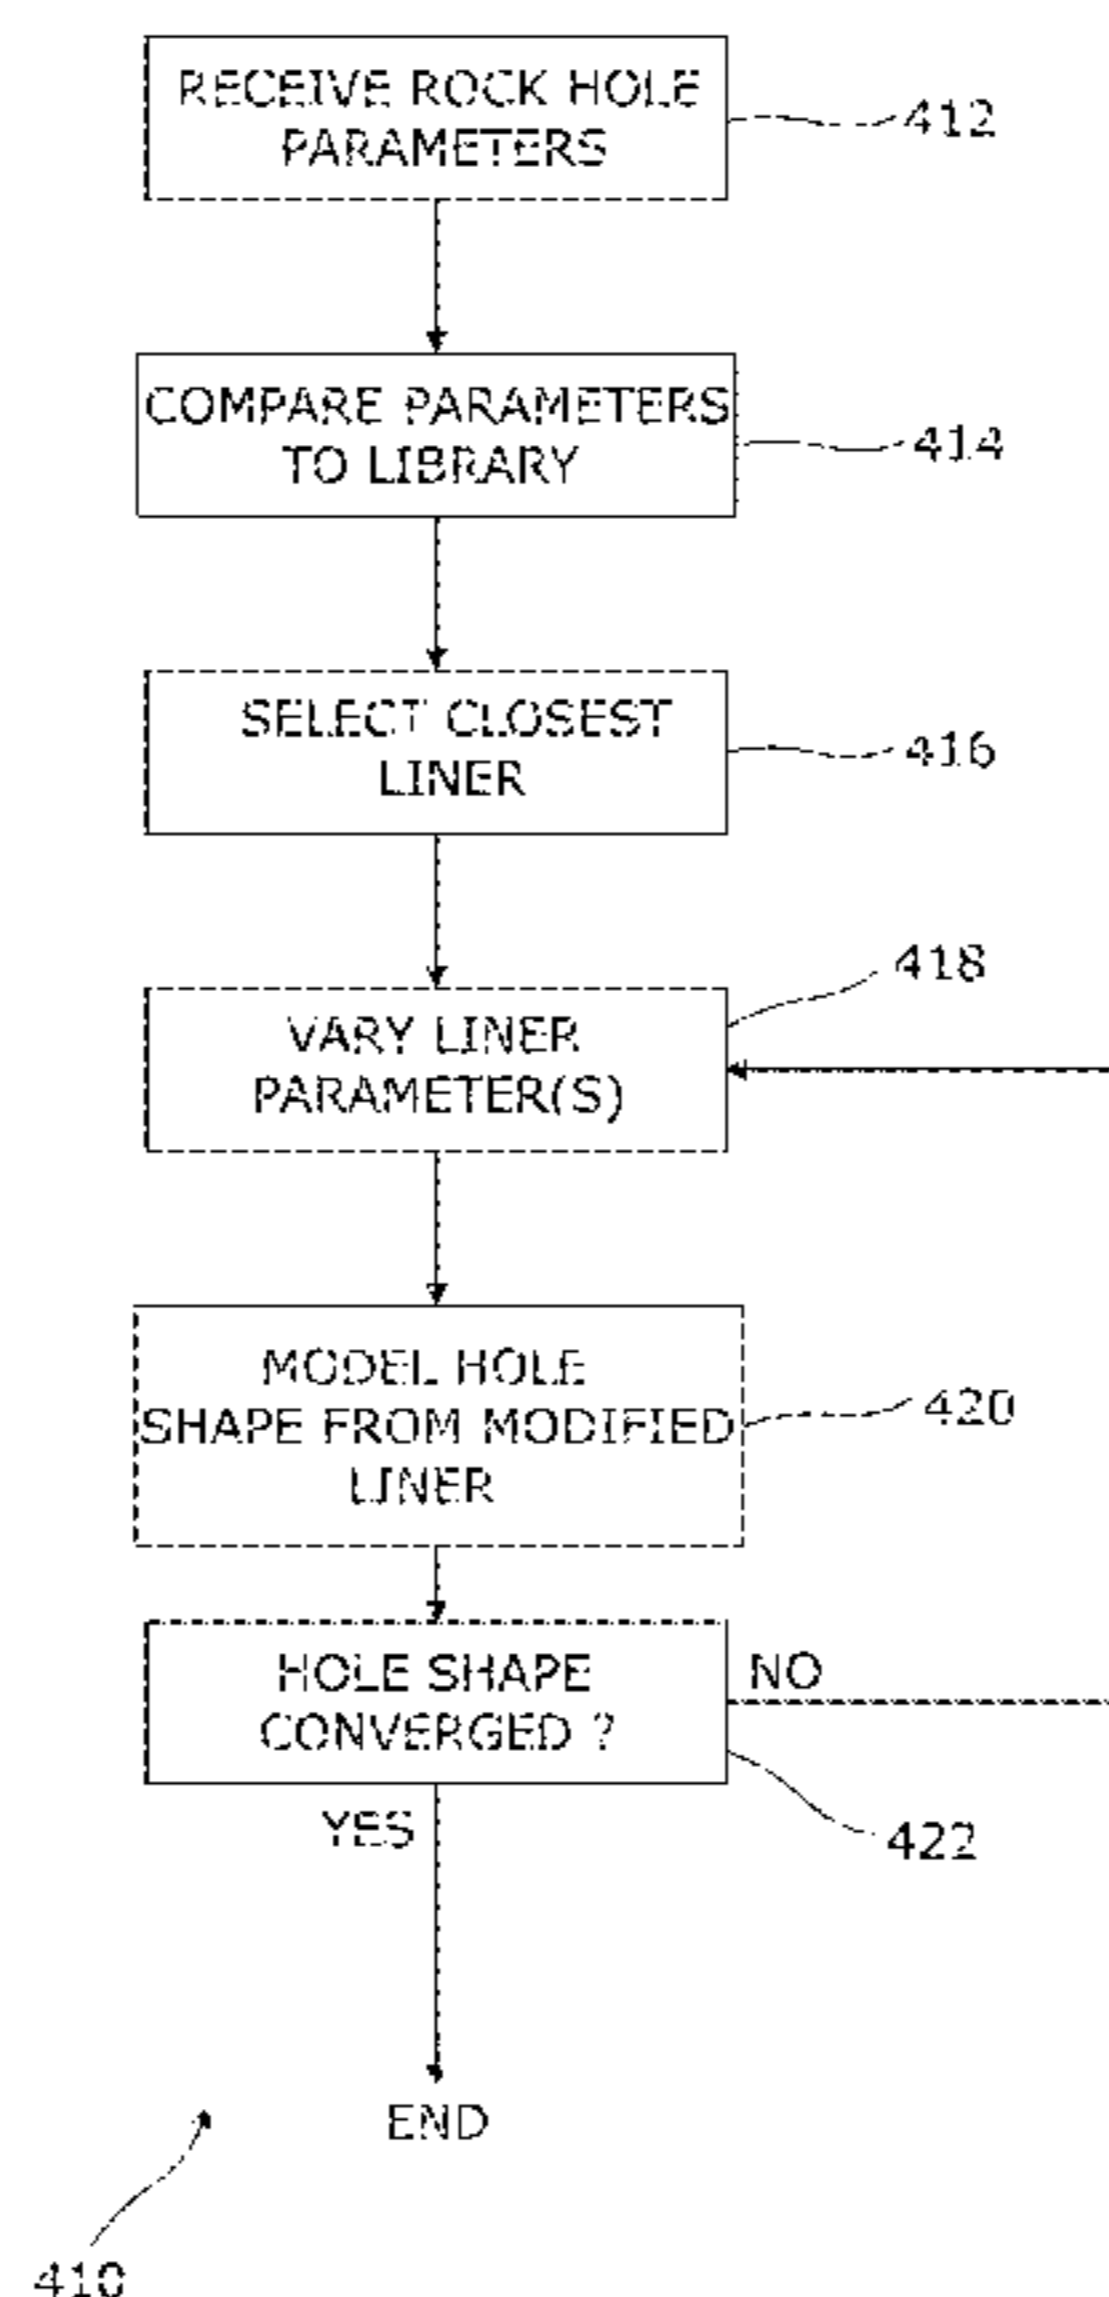 RECEIVE ROCK HOLE
PARAMETERS
412
COMPARE PARAMETERS
TO LIBRARY
414
SELECT CLOSEST
LINER
416
418
VARY LINER
PARAMETER(S)
MODEL HOLE
SHAPE FROM MODIFIED
LINER
420
HOLE SHAPE
CONVERGED ?
NO
422
YES
END
410